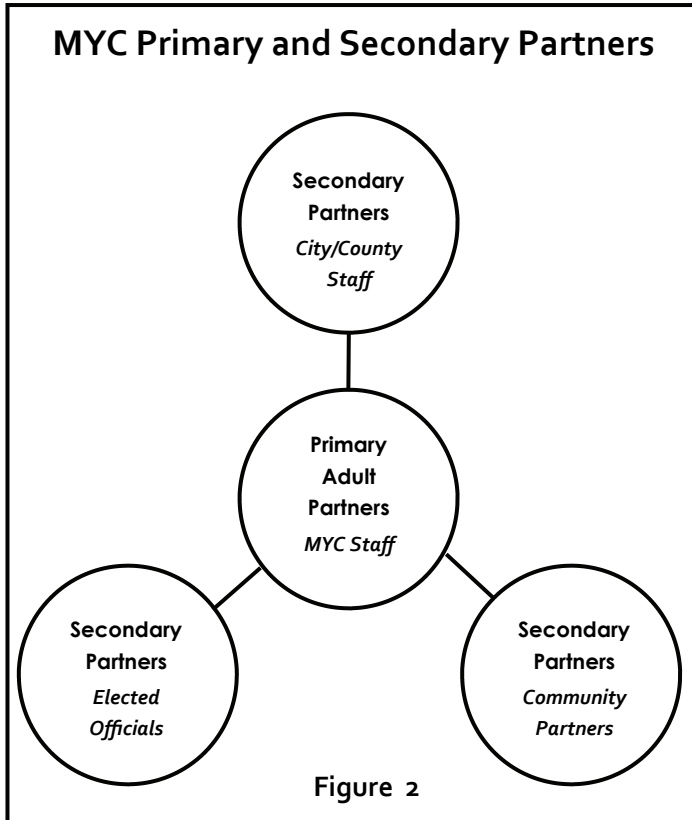 MYC Primary and Secondary Partners
Secondary
Partners
City/County
Staff
Primary
Adult
Partners
MYC Staff
Secondary
Partners
Elected
Officials
Secondary
Partners
Community
Partners
Figure 2